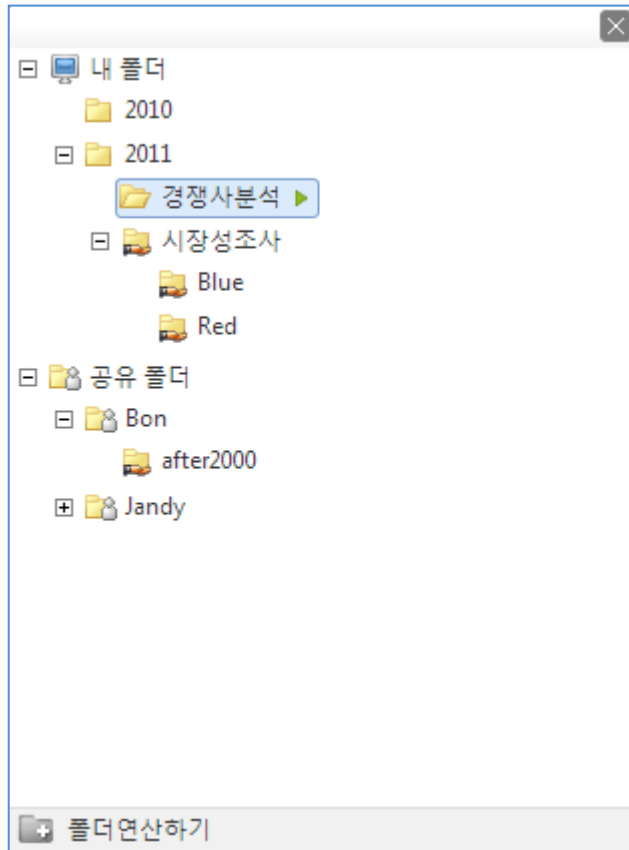 내 폴더
2010
2011
경쟁사분석
시장성조사
Blue
Red
공유 폴더
Bon
after2000
Jandy
폴더연산하기